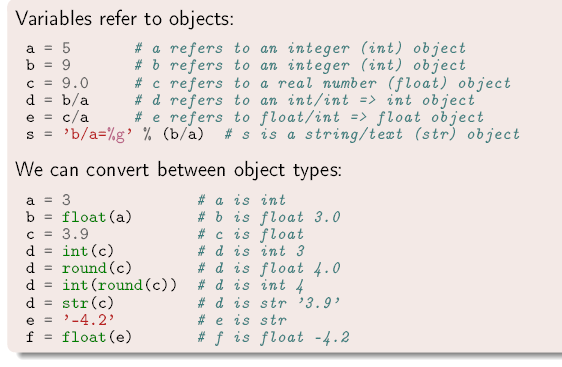 Variables refer to objects:
a = 5 # a refers to an integer (int) object
b = 9 # b refers to an integer (int) object
c = 9.0 # c refers to a real number (float) object
d = b/a # d refers to an int/int => int object
e = c/a # e refers to float/int => float object
s = 'b/a=%g' % (b/a) # s is a string/text (str) object
We can convert between object types:
a = 3 # a is int
b = float(a) # b is float 3.0
c = 3.9 # c is float
d = int(c) # d is int 3
d = round(c) # d is float 4.0
d = int(round(c)) # d is int 4
d = str(c) # d is str '3.9'
e = '-4.2' # e is str
f = float(e) # f is float -4.2